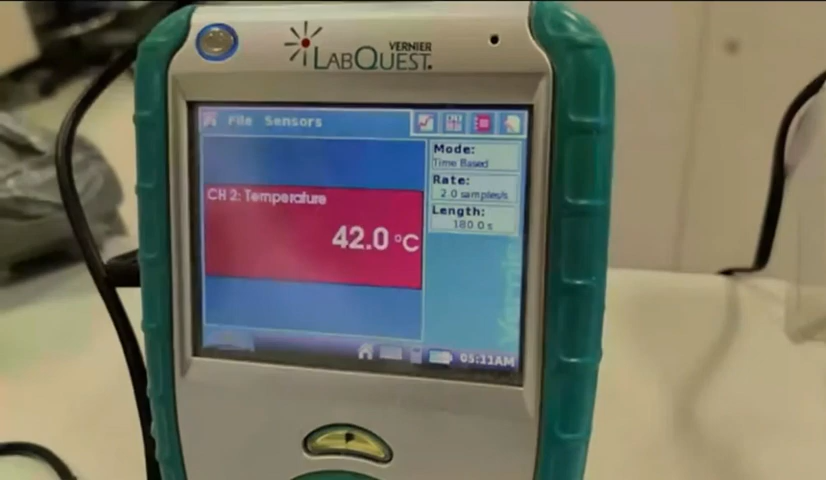 VERNIER
LABQUEST.
File Sensors
Mode:
Time Based
Rate:
2.0 samples/s
Length:
180.0 s
CH 2: Temperature
42.0 °C
05:11AM